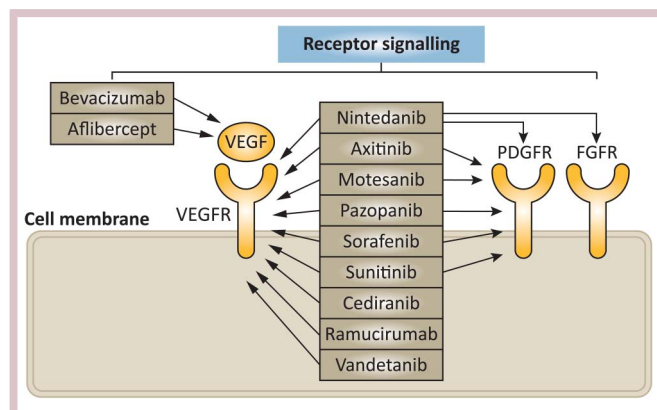 Receptor signalling
Bevacizumab
Aflibercept
VEGF
VEGFR
Cell membrane
Nintedanib
Axitinib
Motesanib
Pazopanib
Sorafenib
Sunitinib
Cediranib
Ramucirumab
Vandetanib
PDGFR
FGFR